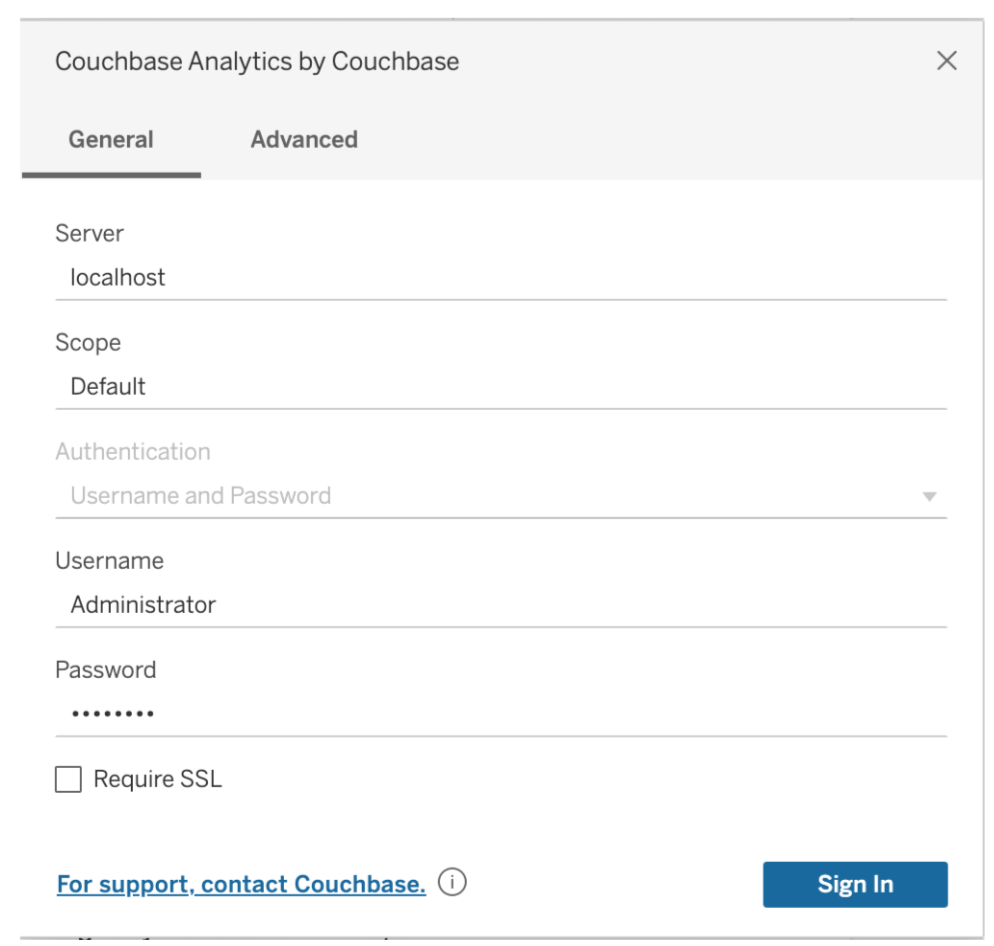 Couchbase Analytics by Couchbase
General Advanced
Server
localhost
Scope
Default
Authentication
Username and Password
Username
Administrator
Password
••••••••
Require SSL
For support, contact Couchbase.
Sign In